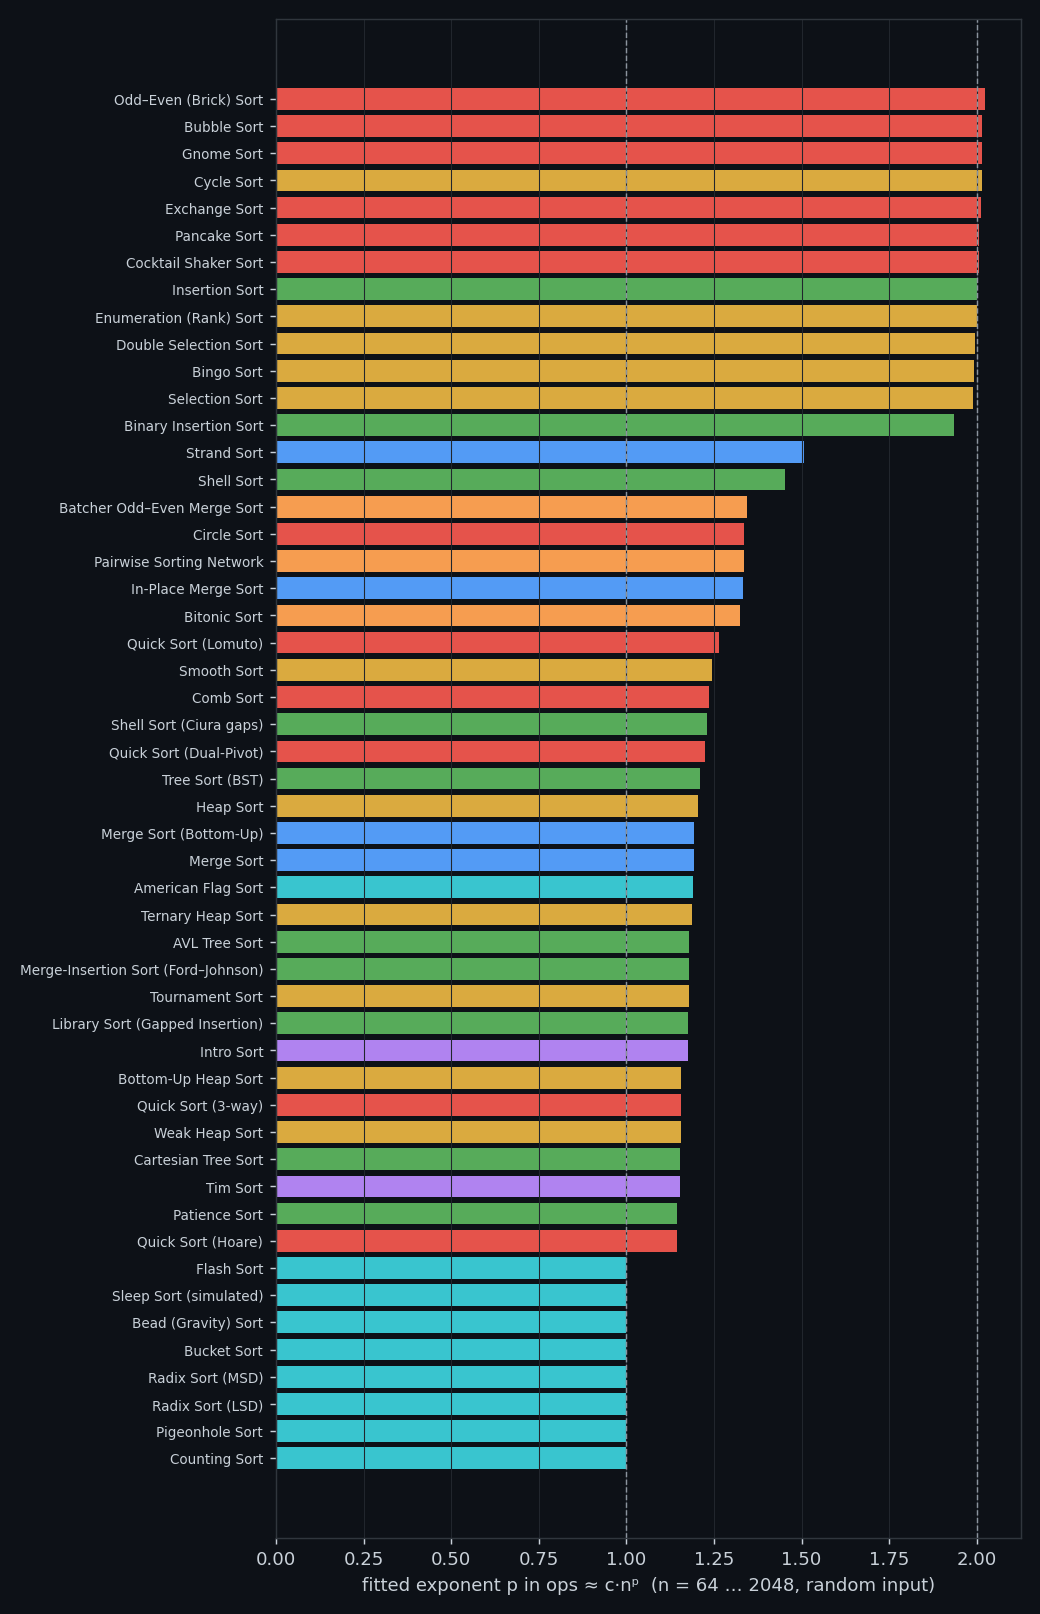 Odd–Even (Brick) Sort
Bubble Sort
Gnome Sort
Cycle Sort
Exchange Sort
Pancake Sort
Cocktail Shaker Sort
Insertion Sort
Enumeration (Rank) Sort
Double Selection Sort
Bingo Sort
Selection Sort
Binary Insertion Sort
Strand Sort
Shell Sort
Batcher Odd–Even Merge Sort
Circle Sort
Pairwise Sorting Network
In-Place Merge Sort
Bitonic Sort
Quick Sort (Lomuto)
Smooth Sort
Comb Sort
Shell Sort (Ciura gaps)
Quick Sort (Dual-Pivot)
Tree Sort (BST)
Heap Sort
Merge Sort (Bottom-Up)
Merge Sort
American Flag Sort
Ternary Heap Sort
AVL Tree Sort
Merge-Insertion Sort (Ford–Johnson)
Tournament Sort
Library Sort (Gapped Insertion)
Intro Sort
Bottom-Up Heap Sort
Quick Sort (3-way)
Weak Heap Sort
Cartesian Tree Sort
Tim Sort
Patience Sort
Quick Sort (Hoare)
Flash Sort
Sleep Sort (simulated)
Bead (Gravity) Sort
Bucket Sort
Radix Sort (MSD)
Radix Sort (LSD)
Pigeonhole Sort
Counting Sort
0.00 0.25 0.50 0.75 1.00 1.25 1.50 1.75 2.00
fitted exponent p in ops ≈ c·nᵖ (n = 64 … 2048, random input)